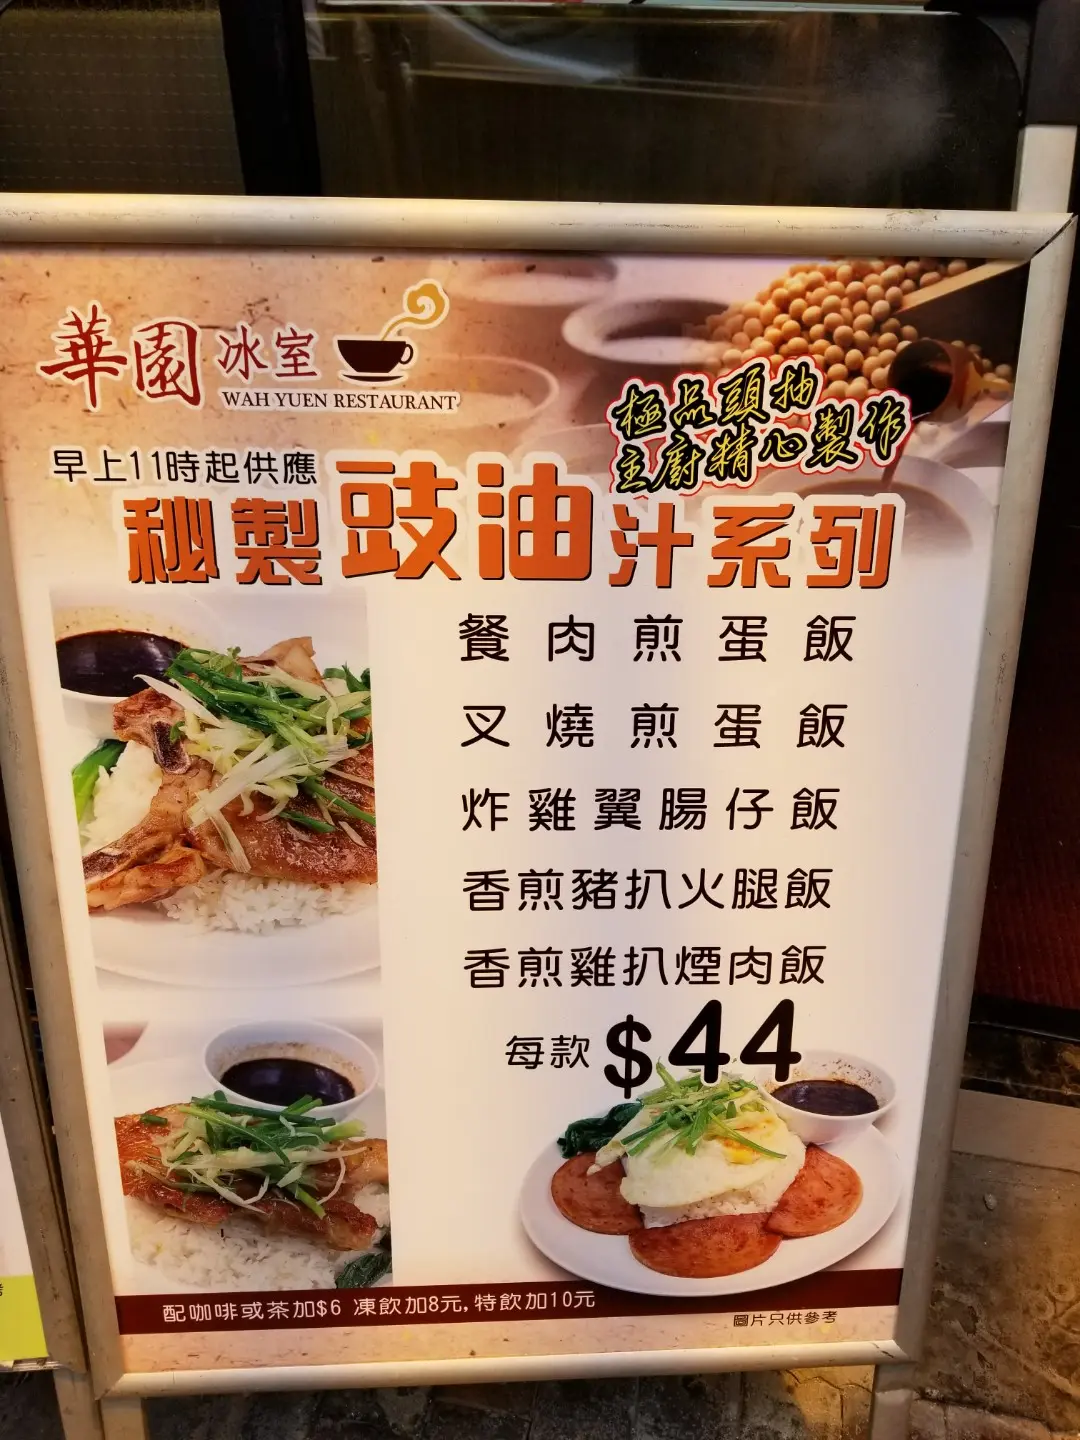 華園冰室
WAH YUEN RESTAURANT
極品頭抽
主廚精心製作
早上11時起供應
秘製豉油汁系列
餐肉煎蛋飯
叉燒煎蛋飯
炸雞翼腸仔飯
香煎豬扒火腿飯
香煎雞扒煙肉飯
每款$44
配咖啡或茶加$6 凍飲加8元,特飲加10元
圖片只供參考